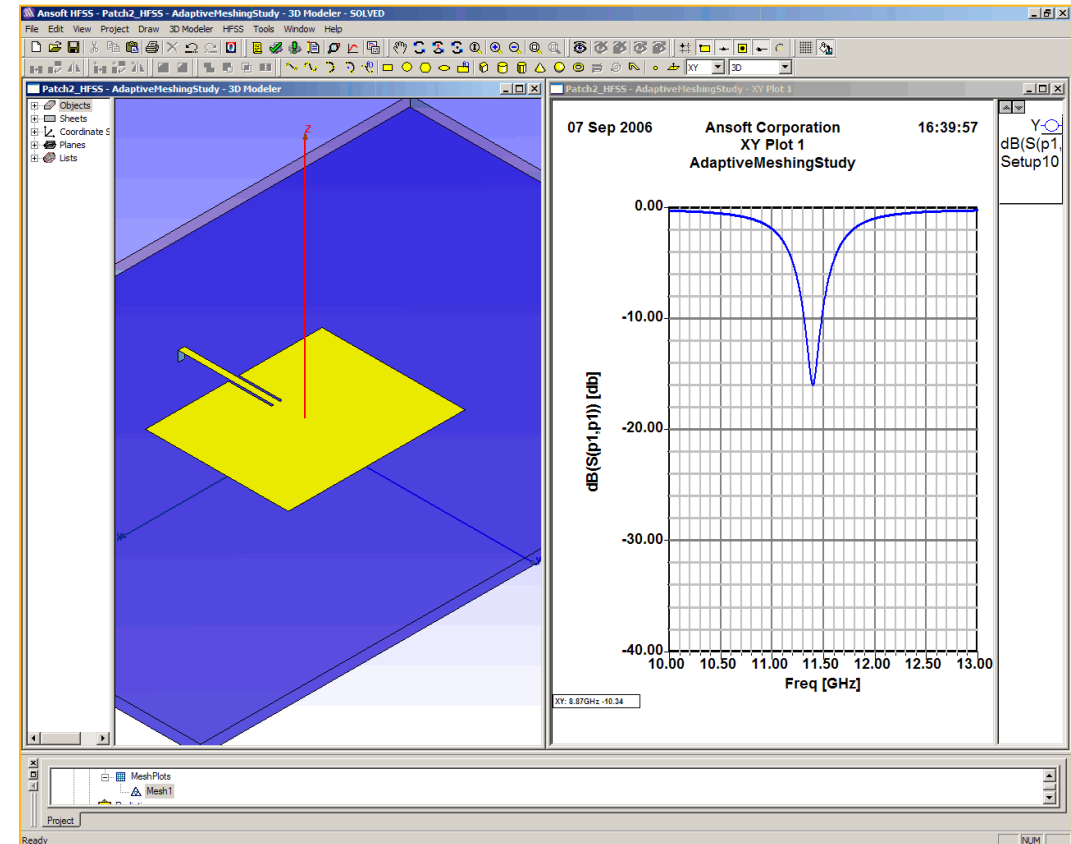 Ansoft HFSS - Patch2_HFSS - AdaptiveMeshingStudy - 3D Modeler - SOLVED
File Edit View Project Draw 3D Modeler HFSS Tools Window Help
XY 3D
Patch2_HFSS - AdaptiveMeshingStudy - 3D Modeler
Objects
Sheets
Coordinate S
Planes
Lists
Z
Patch2_HFSS - AdaptiveMeshingStudy - XY Plot 1
07 Sep 2006 Ansoft Corporation 16:39:57
XY Plot 1
AdaptiveMeshingStudy
Y
dB(S(p1,
Setup10
0.00
-10.00
-20.00
-30.00
-40.00
dB(S(p1,p1)) [db]
10.00 10.50 11.00 11.50 12.00 12.50 13.00
Freq [GHz]
XY: 8.87GHz -10.34
MeshPlots
Mesh1
Project
Ready
NUM